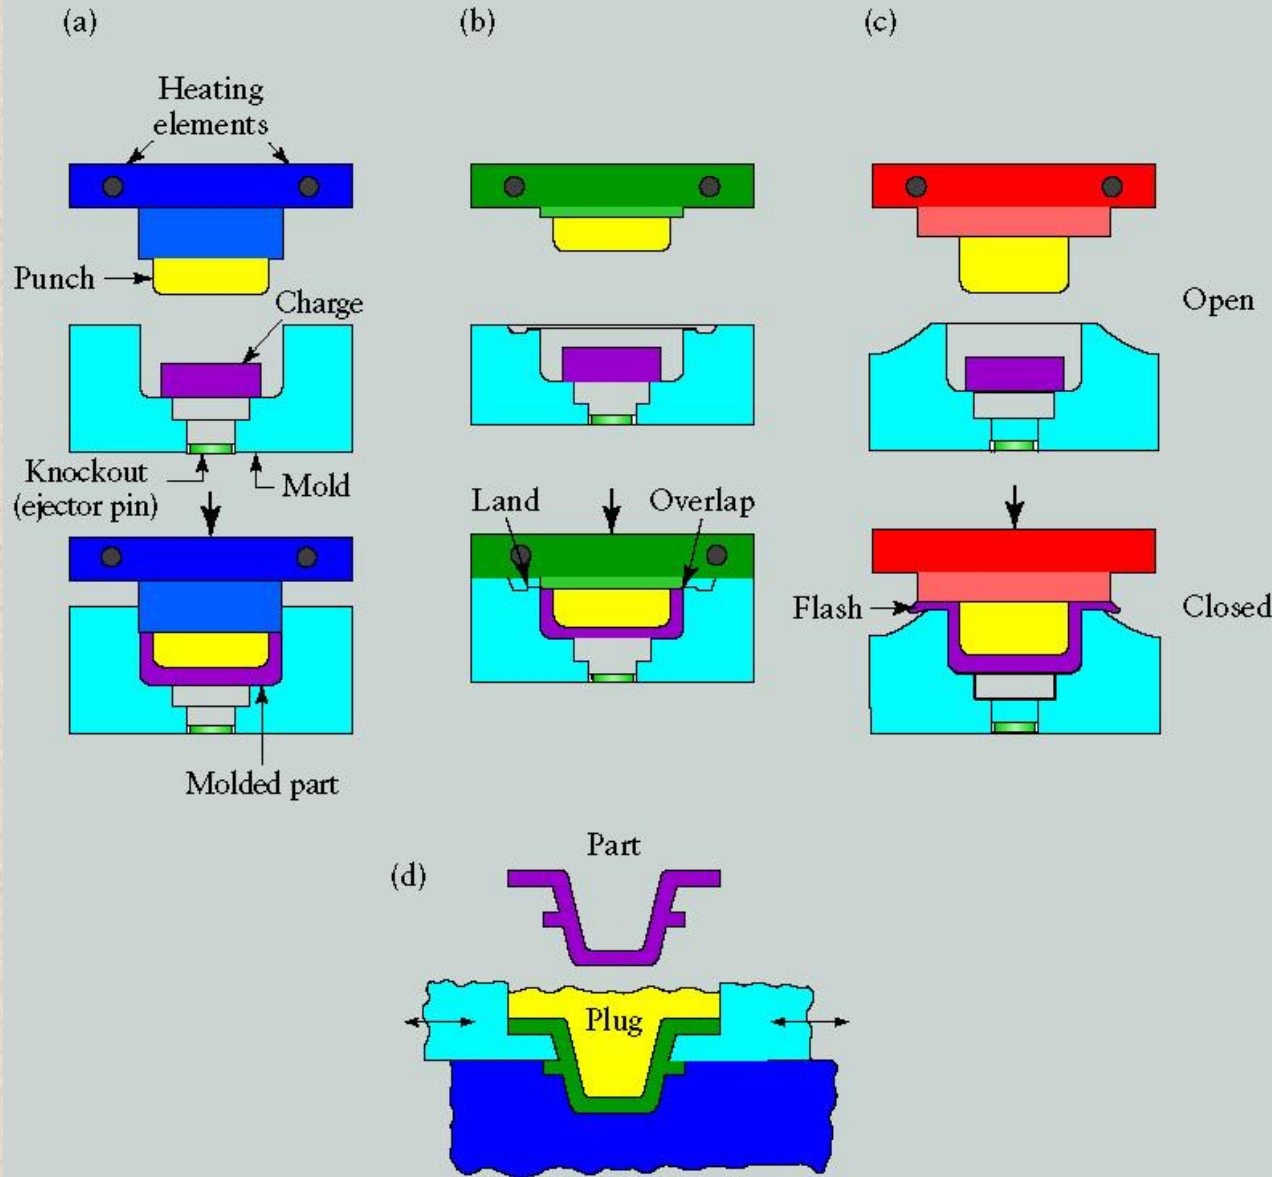 (a)
(b)
(c)
Heating
elements
Punch
Charge
Open
Knockout
(ejector pin)
Mold
Land
Overlap
Flash
Closed
Molded part
(d)
Part
Plug